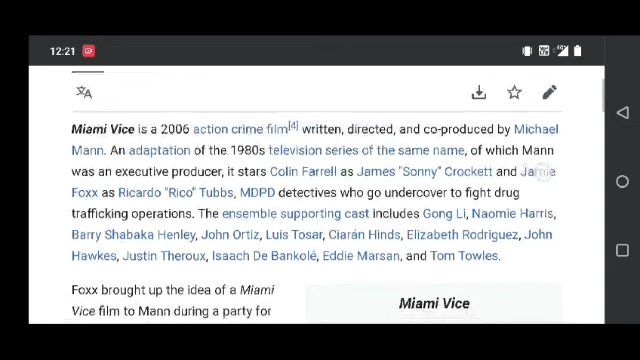 12:21
Miami Vice is a 2006 action crime film[4] written, directed, and co-produced by Michael
Mann. An adaptation of the 1980s television series of the same name, of which Mann
was an executive producer, it stars Colin Farrell as James "Sonny" Crockett and Jamie
Foxx as Ricardo "Rico" Tubbs, MDPD detectives who go undercover to fight drug
trafficking operations. The ensemble supporting cast includes Gong Li, Naomie Harris,
Barry Shabaka Henley, John Ortiz, Luis Tosar, Ciarán Hinds, Elizabeth Rodriguez, John
Hawkes, Justin Theroux, Isaach De Bankolé, Eddie Marsan, and Tom Towles.
Foxx brought up the idea of a Miami
Vice film to Mann during a party for
Miami Vice